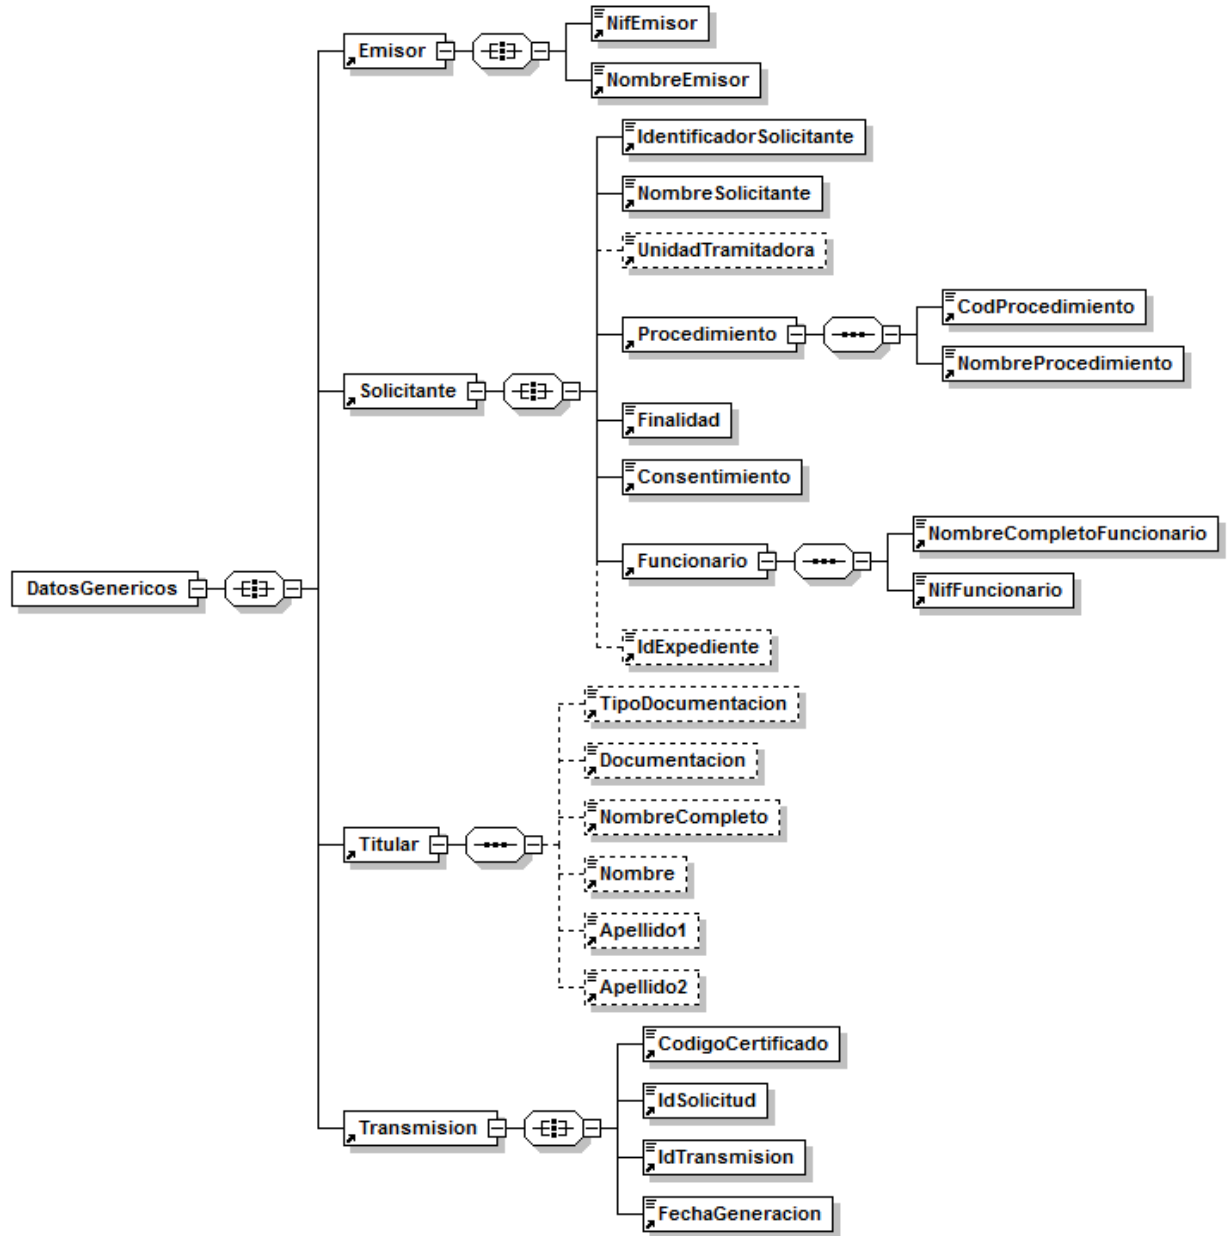 DatosGenericos
Emisor
NifEmisor
NombreEmisor
Solicitante
IdentificadorSolicitante
NombreSolicitante
UnidadTramitadora
Procedimiento
CodProcedimiento
NombreProcedimiento
Finalidad
Consentimiento
Funcionario
NombreCompletoFuncionario
NifFuncionario
IdExpediente
Titular
TipoDocumentacion
Documentacion
NombreCompleto
Nombre
Apellido1
Apellido2
Transmision
CodigoCertificado
IdSolicitud
IdTransmision
FechaGeneracion